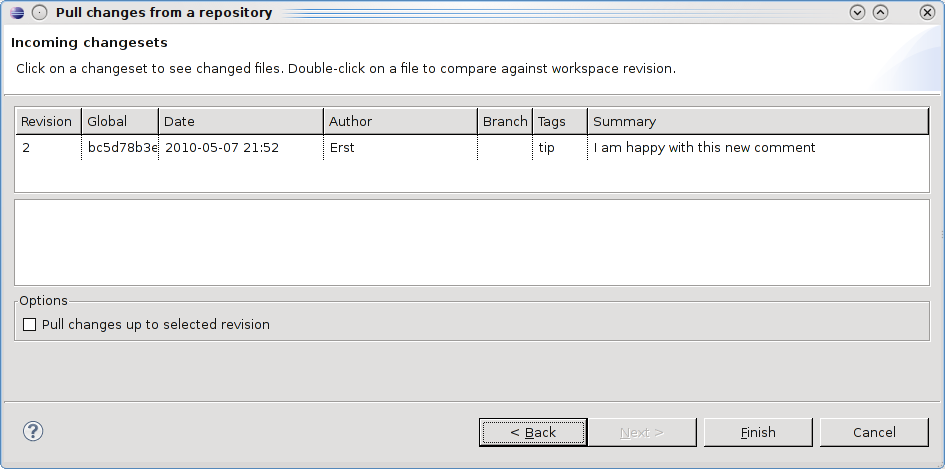 Pull changes from a repository
Incoming changesets
Click on a changeset to see changed files. Double-click on a file to compare against workspace revision.
Revision Global Date Author Branch Tags Summary
2 bc5d78b3e 2010-05-07 21:52 Erst tip I am happy with this new comment
Options
Pull changes up to selected revision
? < Back Next > Finish Cancel